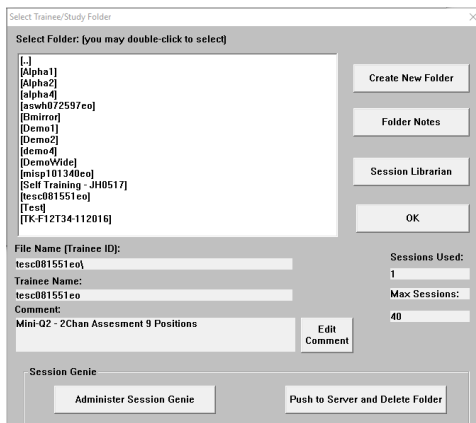 Select Trainee/Study Folder
Select Folder: (you may double-click to select)
[..]
[Alpha1]
[Alpha2]
[alpha4]
[aswh072597eo]
[Bmirror]
[Demo1]
[Demo2]
[demo4]
[DemoWide]
[misp101340eo]
[Self Training - JH0517]
[tesc081551eo]
[Test]
[TK-F12T34-112016]
Create New Folder
Folder Notes
Session Librarian
OK
File Name (Trainee ID):
tesc081551eo\
Trainee Name:
tesc081551eo
Comment:
Mini-Q2 - 2Chan Assesment 9 Positions
Edit
Comment
Sessions Used:
1
Max Sessions:
40
Session Genie
Administer Session Genie
Push to Server and Delete Folder